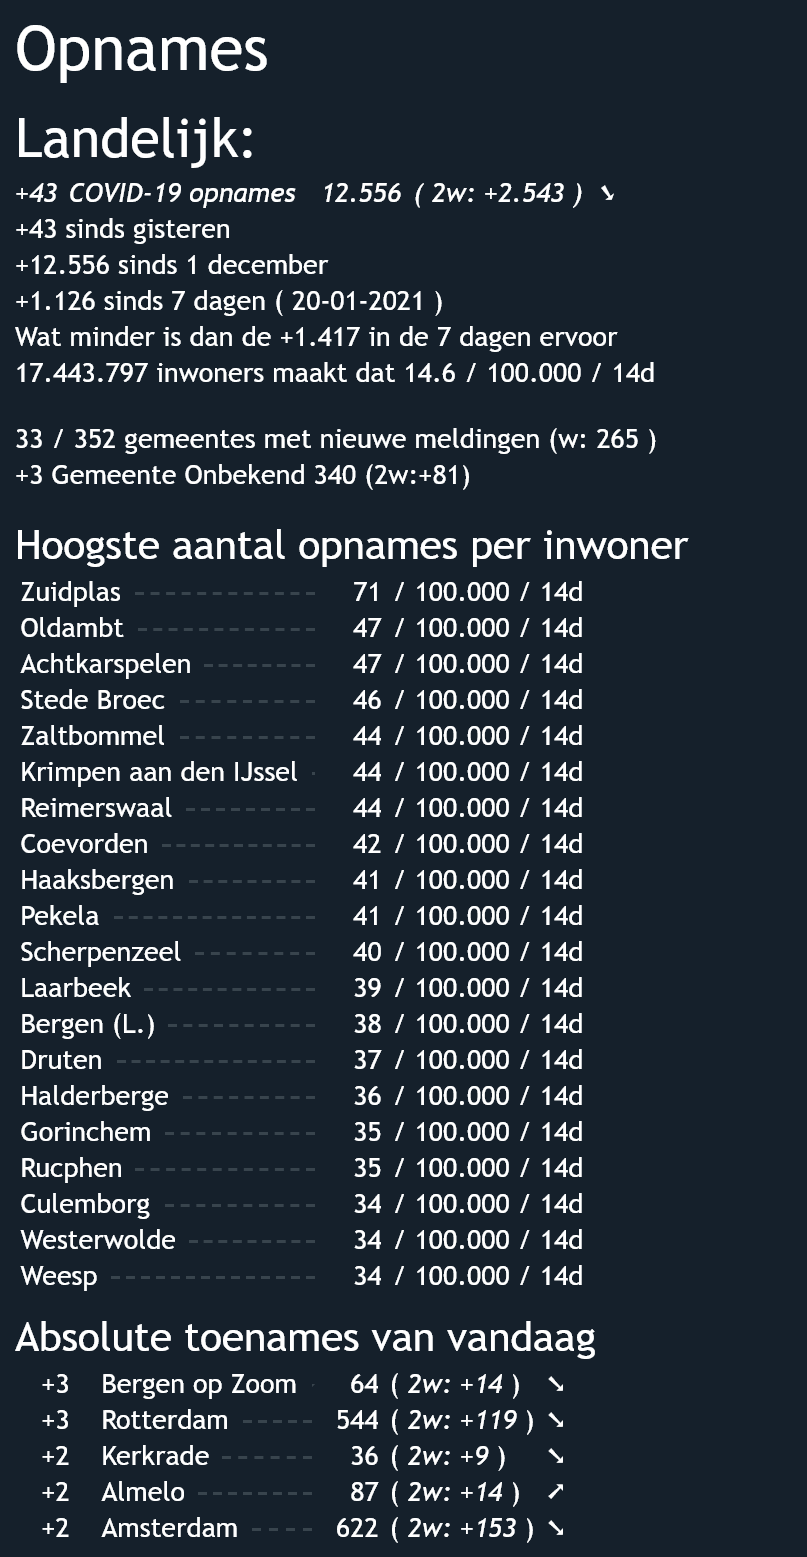 Opnames
Landelijk:
+43 COVID-19 opnames 12.556 ( 2w: +2.543 ) ➘
+43 sinds gisteren
+12.556 sinds 1 december
+1.126 sinds 7 dagen ( 20-01-2021 )
Wat minder is dan de +1.417 in de 7 dagen ervoor
17.443.797 inwoners maakt dat 14.6 / 100.000 / 14d
33 / 352 gemeentes met nieuwe meldingen (w: 265 )
+3 Gemeente Onbekend 340 (2w:+81)
Hoogste aantal opnames per inwoner
Zuidplas ------------ 71 / 100.000 / 14d
Oldambt ------------ 47 / 100.000 / 14d
Achtkarspelen -------- 47 / 100.000 / 14d
Stede Broec --------- 46 / 100.000 / 14d
Zaltbommel --------- 44 / 100.000 / 14d
Krimpen aan den IJssel - 44 / 100.000 / 14d
Reimerswaal --------- 44 / 100.000 / 14d
Coevorden ---------- 42 / 100.000 / 14d
Haaksbergen --------- 41 / 100.000 / 14d
Pekela -------------- 41 / 100.000 / 14d
Scherpenzeel -------- 40 / 100.000 / 14d
Laarbeek ------------ 39 / 100.000 / 14d
Bergen (L.) ---------- 38 / 100.000 / 14d
Druten ------------- 37 / 100.000 / 14d
Halderberge --------- 36 / 100.000 / 14d
Gorinchem ---------- 35 / 100.000 / 14d
Rucphen ------------ 35 / 100.000 / 14d
Culemborg ---------- 34 / 100.000 / 14d
Westerwolde --------- 34 / 100.000 / 14d
Weesp -------------- 34 / 100.000 / 14d
Absolute toenames van vandaag
+3 Bergen op Zoom - 64 ( 2w: +14 ) ➘
+3 Rotterdam ----- 544 ( 2w: +119 ) ➘
+2 Kerkrade ------ 36 ( 2w: +9 ) ➘
+2 Almelo -------- 87 ( 2w: +14 ) ➚
+2 Amsterdam ---- 622 ( 2w: +153 ) ➘